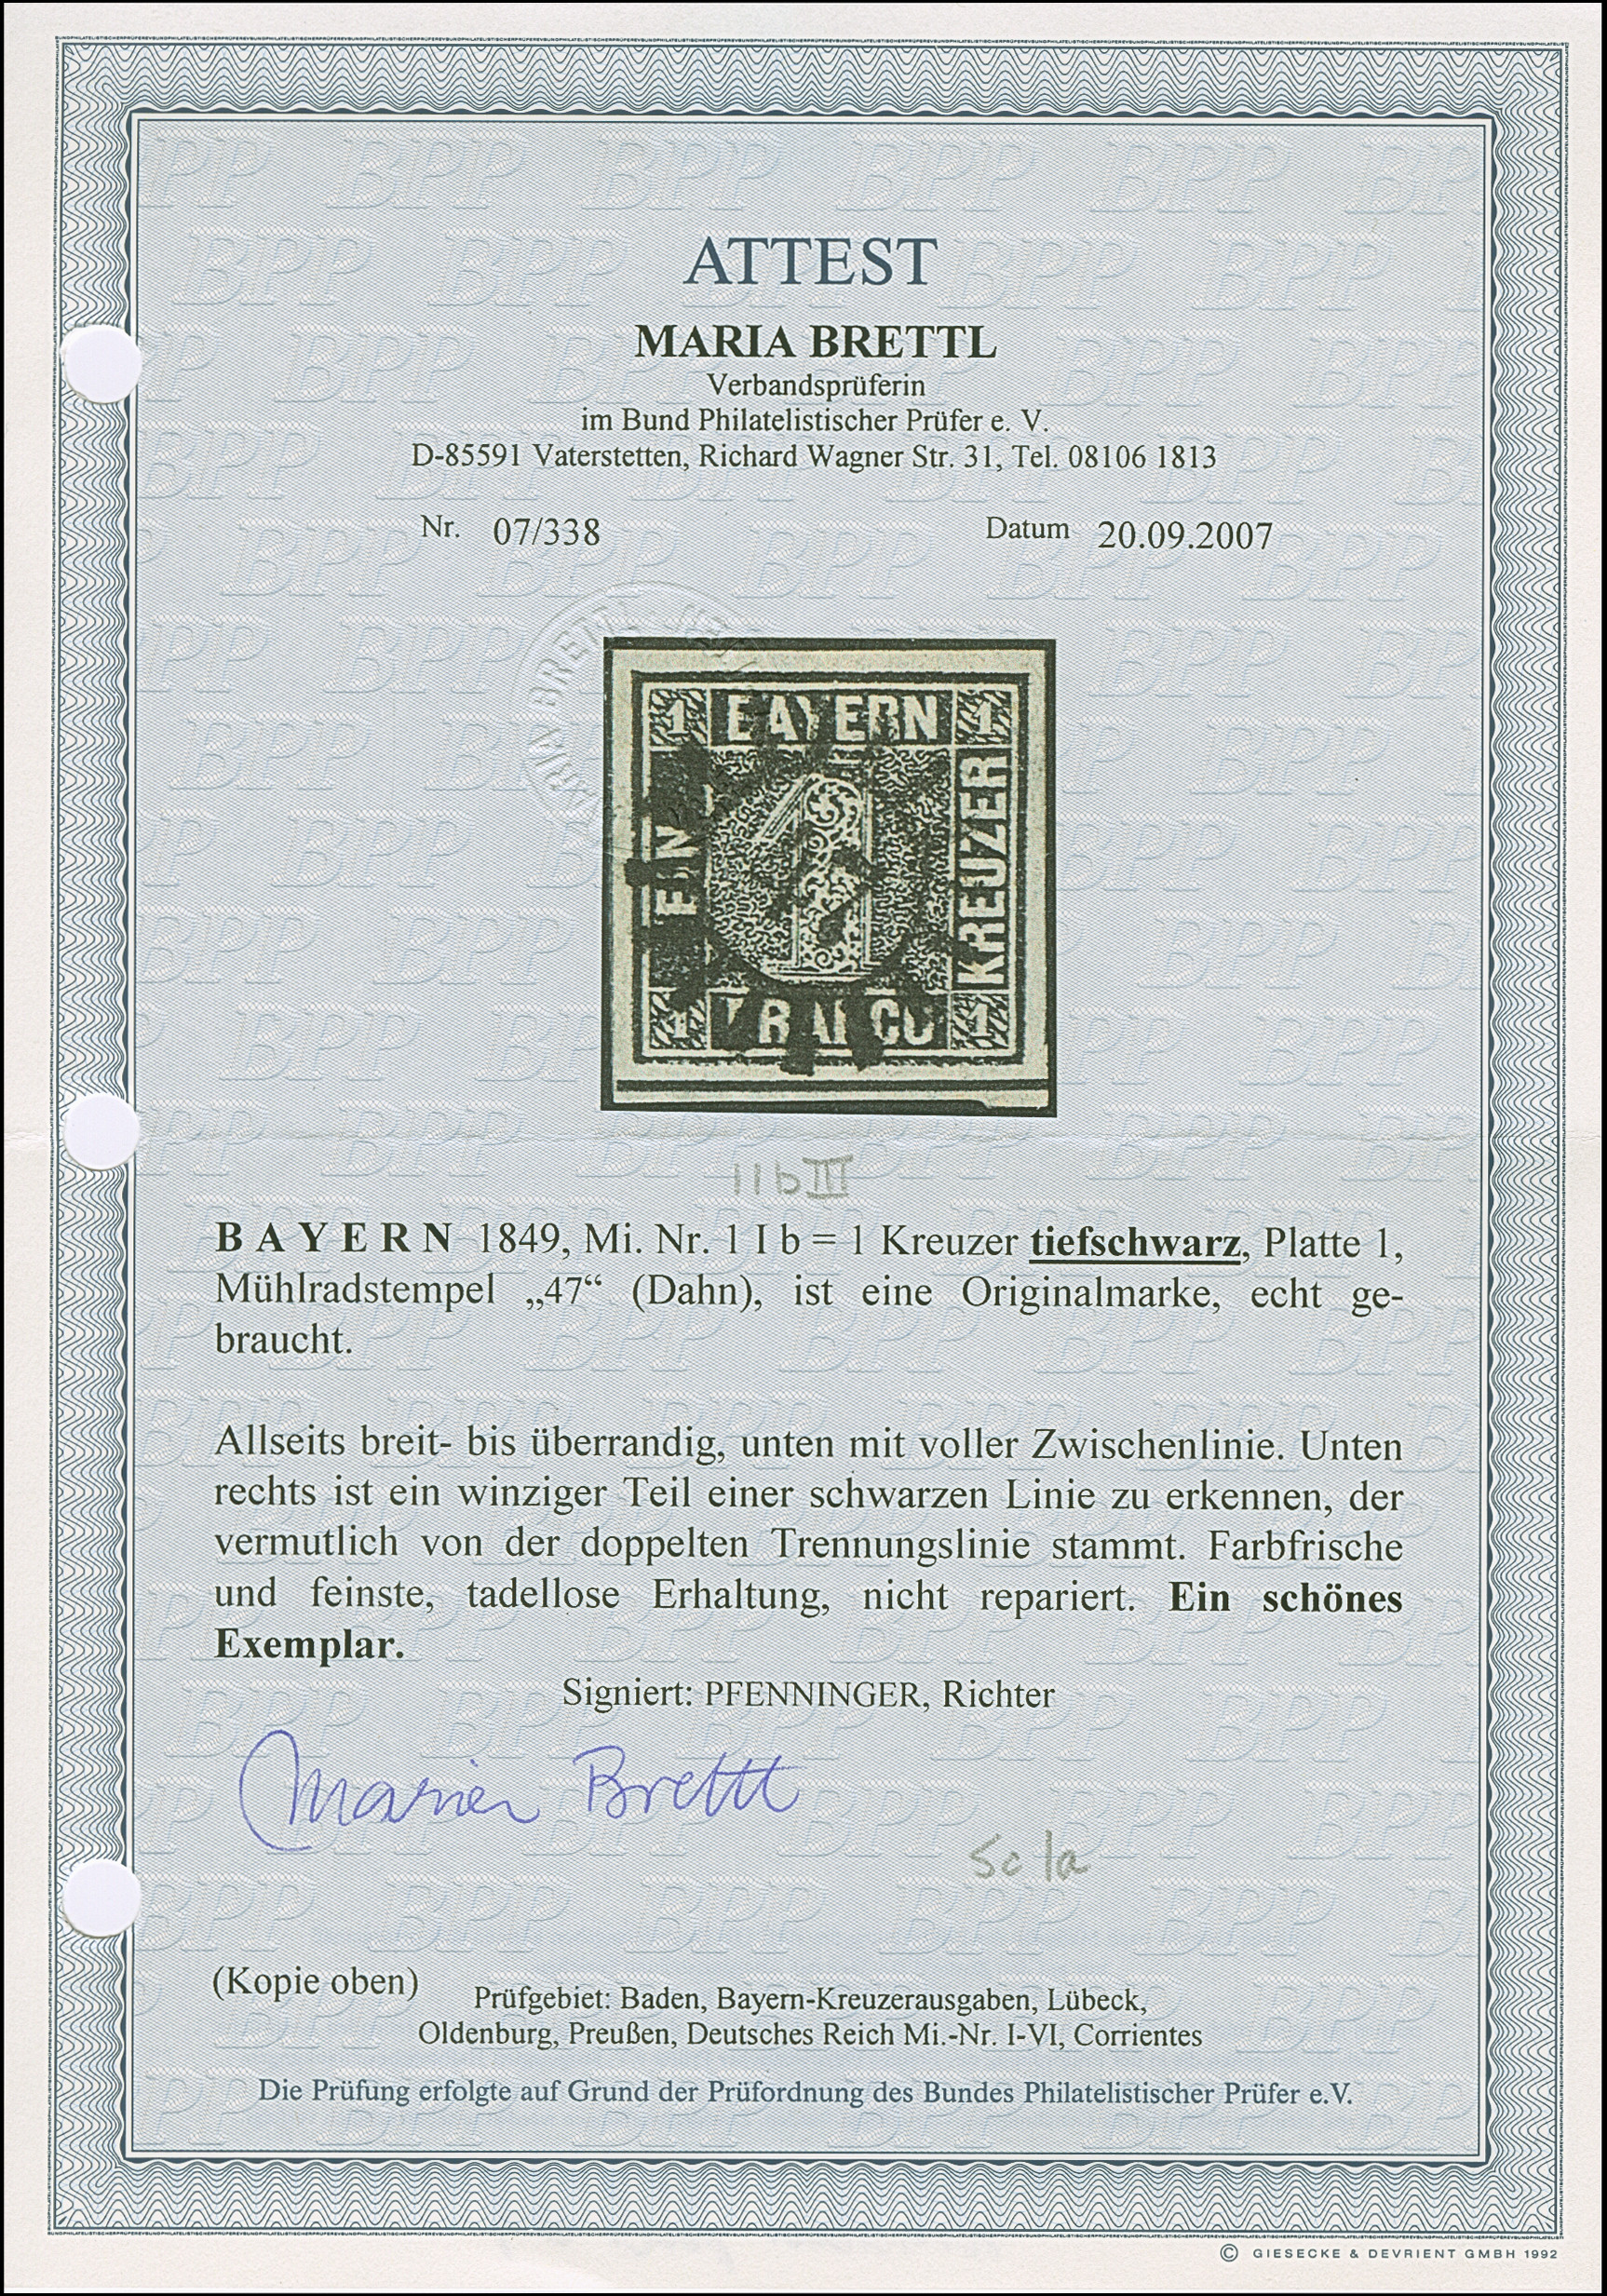 ATTEST
MARIA BRETTL
Verbandsprüferin
im Bund Philatelistischer Prüfer e. V.
D-85591 Vaterstetten, Richard Wagner Str. 31, Tel. 08106 1813
Nr. 07/338 Datum 20.09.2007
MARIA BRETTL
1 BAYERN 1
KREUZER
EIN
1 FRANCO 1
11bIII
BAYERN 1849, Mi. Nr. 1 I b = 1 Kreuzer tiefschwarz, Platte 1,
Mühlradstempel „47“ (Dahn), ist eine Originalmarke, echt ge-
braucht.
Allseits breit- bis überrandig, unten mit voller Zwischenlinie. Unten
rechts ist ein winziger Teil einer schwarzen Linie zu erkennen, der
vermutlich von der doppelten Trennungslinie stammt. Farbfrische
und feinste, tadellose Erhaltung, nicht repariert. Ein schönes
Exemplar.
Signiert: PFENNINGER, Richter
Maria Brettl
Sc 1a
(Kopie oben)
Prüfgebiet: Baden, Bayern-Kreuzerausgaben, Lübeck,
Oldenburg, Preußen, Deutsches Reich Mi.-Nr. I-VI, Corrientes
Die Prüfung erfolgte auf Grund der Prüfordnung des Bundes Philatelistischer Prüfer e.V.
© GIESECKE & DEVRIENT GMBH 1992